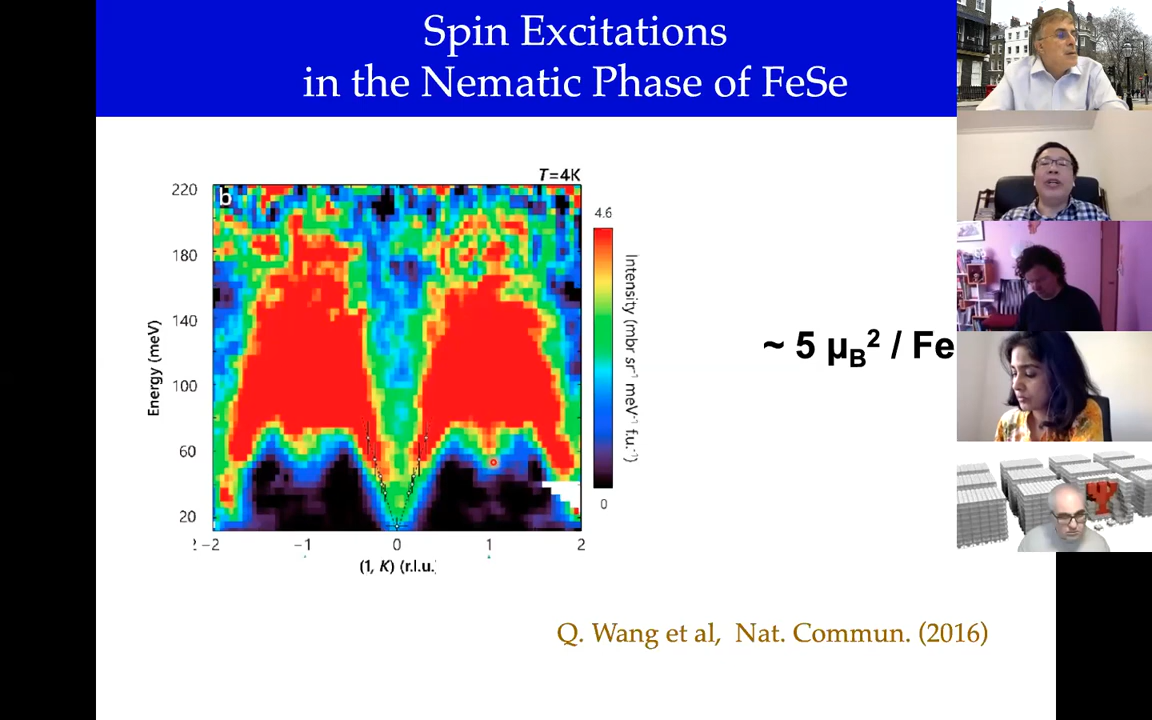 Spin Excitations
in the Nematic Phase of FeSe
T=4K
b
220
180
140
100
60
20
Energy (meV)
-2
−1
0
1
2
(1, K) (r.l.u.
4.6
0
Intensity (mbr sr⁻¹ meV⁻¹ f.u.⁻¹)
~ 5 μB² / Fe
Q. Wang et al, Nat. Commun. (2016)